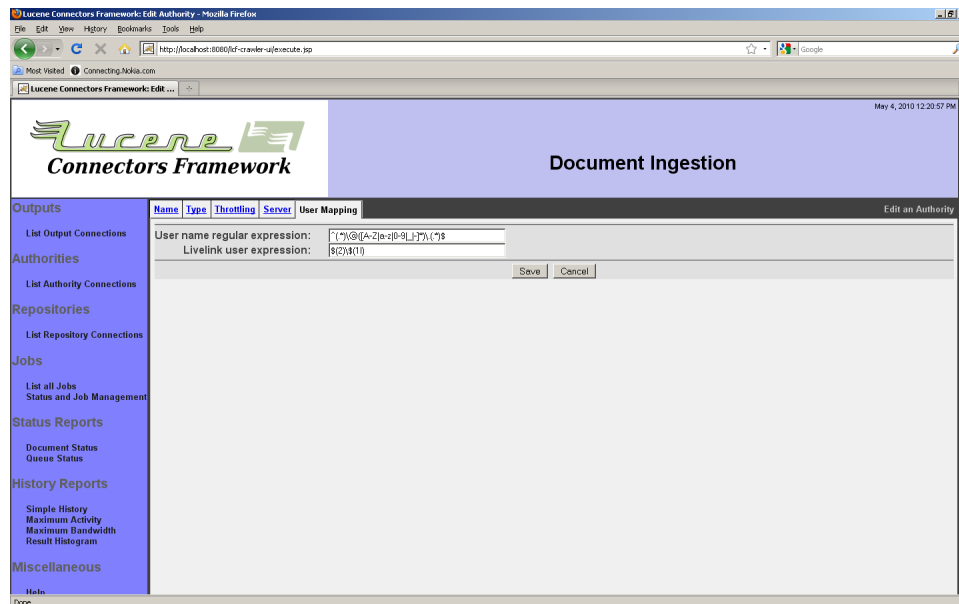 Lucene Connectors Framework: Edit Authority - Mozilla Firefox
File Edit View History Bookmarks Tools Help
http://localhost:8080/lcf-crawler-ui/execute.jsp
Google
Most Visited Connecting.Nokia.com
Lucene Connectors Framework: Edit ...
May 4, 2010 12:20:57 PM
Lucene
Connectors Framework
Document Ingestion
Outputs
Name Type Throttling Server User Mapping
Edit an Authority
List Output Connections
User name regular expression: ^(.*)\@([A-Z|a-z|0-9|_|-]*)\.(.*)$
Livelink user expression: $(2)\$(1l)
Save Cancel
Authorities
List Authority Connections
Repositories
List Repository Connections
Jobs
List all Jobs
Status and Job Management
Status Reports
Document Status
Queue Status
History Reports
Simple History
Maximum Activity
Maximum Bandwidth
Result Histogram
Miscellaneous
Help
Done